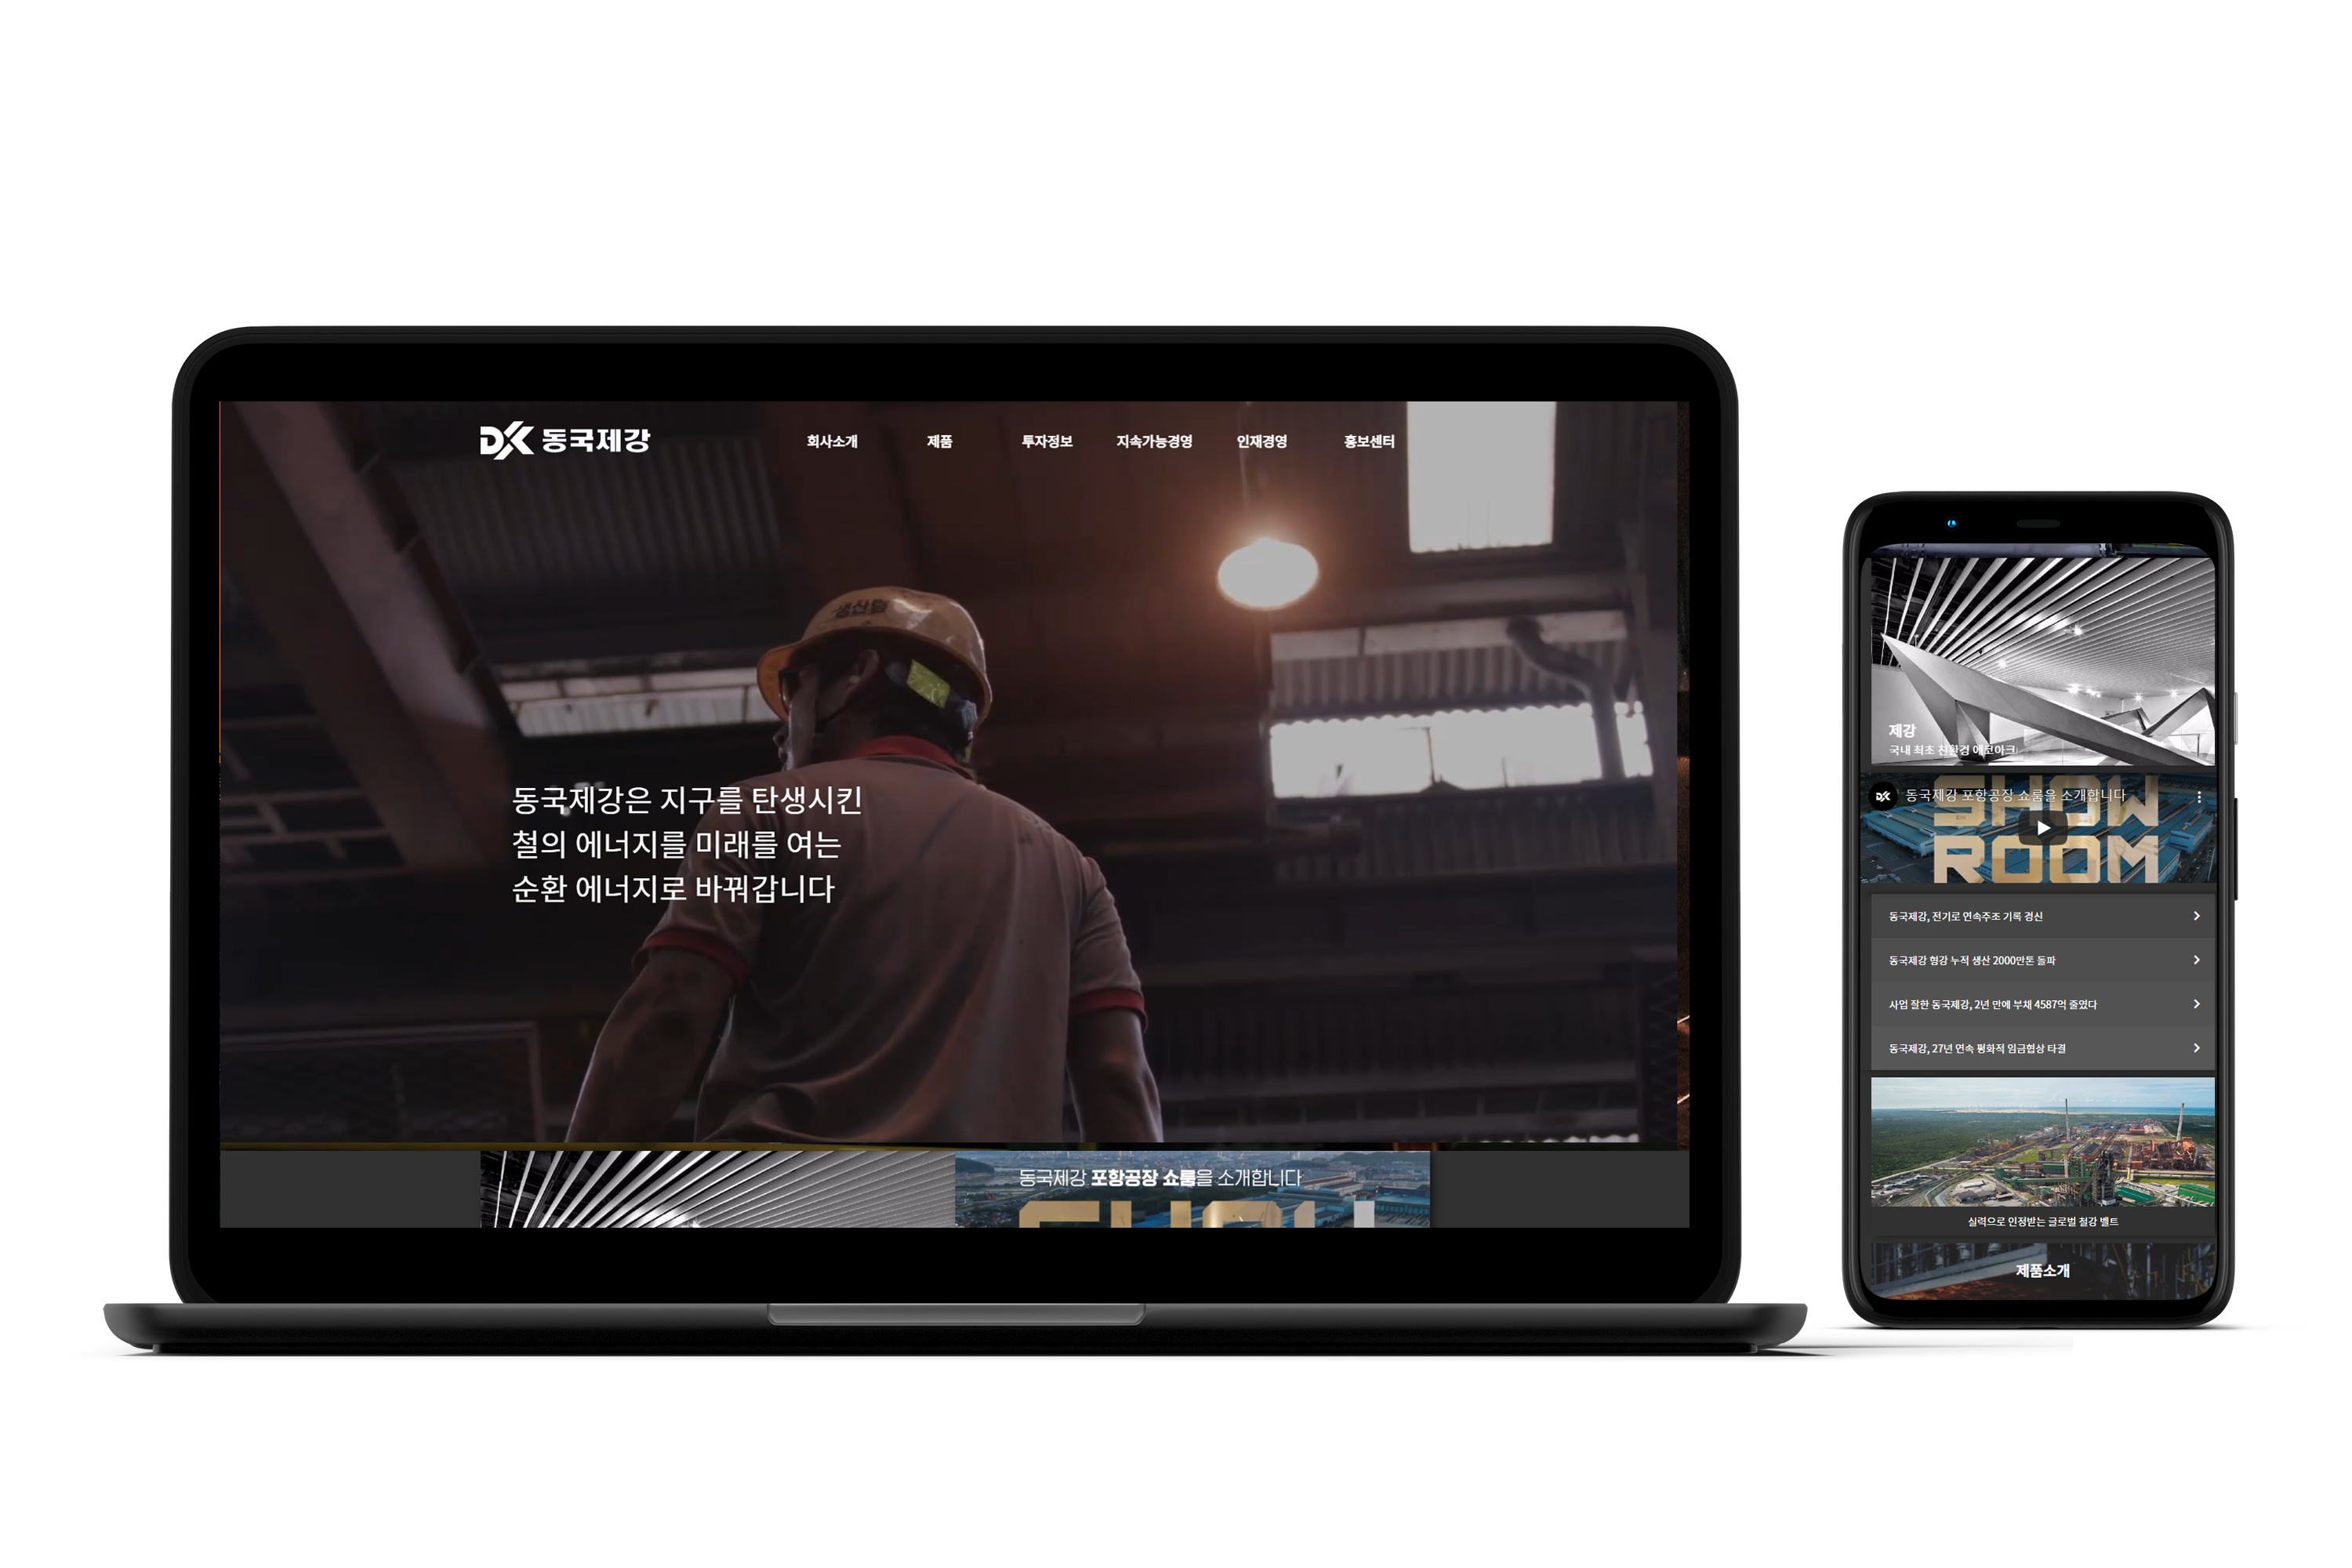 DK 동국제강
회사소개 제품 투자정보 지속가능경영 인재경영 홍보센터
생산팀
동국제강은 지구를 탄생시킨
철의 에너지를 미래를 여는
순환 에너지로 바꿔갑니다
동국제강 포항공장 쇼룸을 소개합니다
제강
국내 최초 친환경 에코아크
DK 동국제강 포항공장 쇼룸을 소개합니다
SHOW
ROOM
동국제강, 전기로 연속주조 기록 경신
동국제강 형강 누적 생산 2000만톤 돌파
사업 잘한 동국제강, 2년 만에 부채 4587억 줄였다
동국제강, 27년 연속 평화적 임금협상 타결
실력으로 인정받는 글로벌 철강 벨트
제품소개